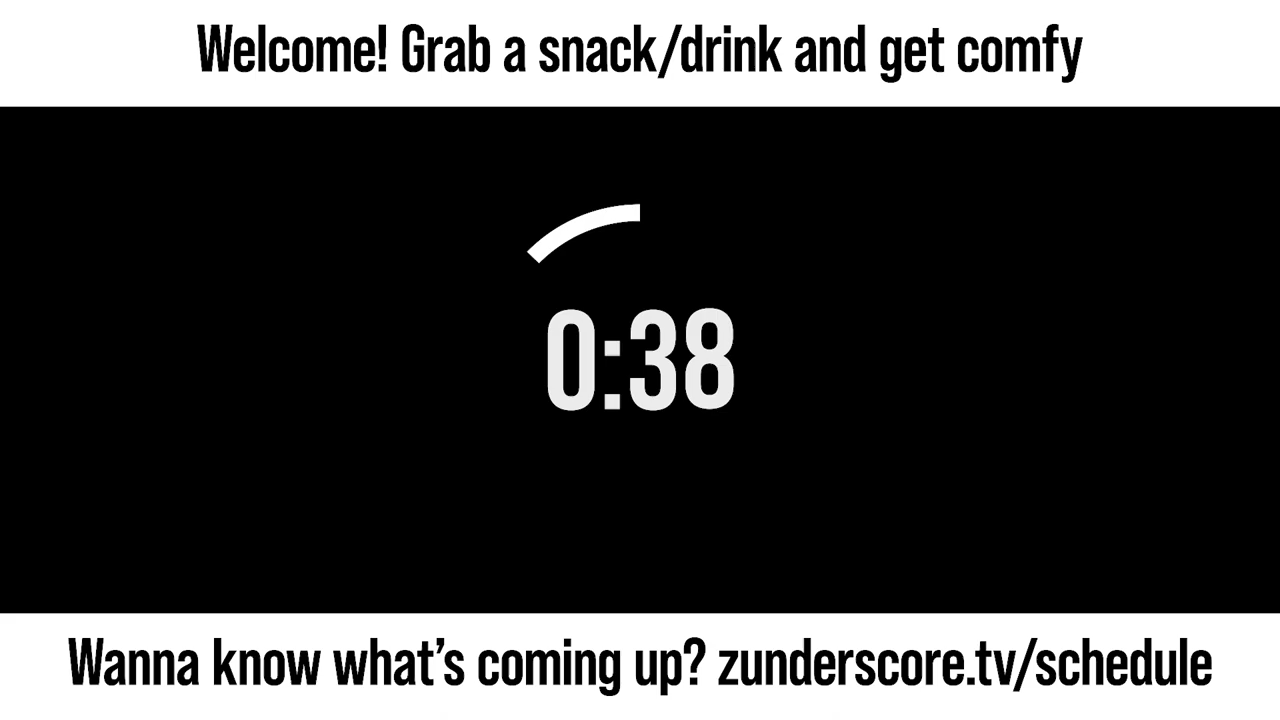 Welcome! Grab a snack/drink and get comfy
0:38
Wanna know what's coming up? zunderscore.tv/schedule